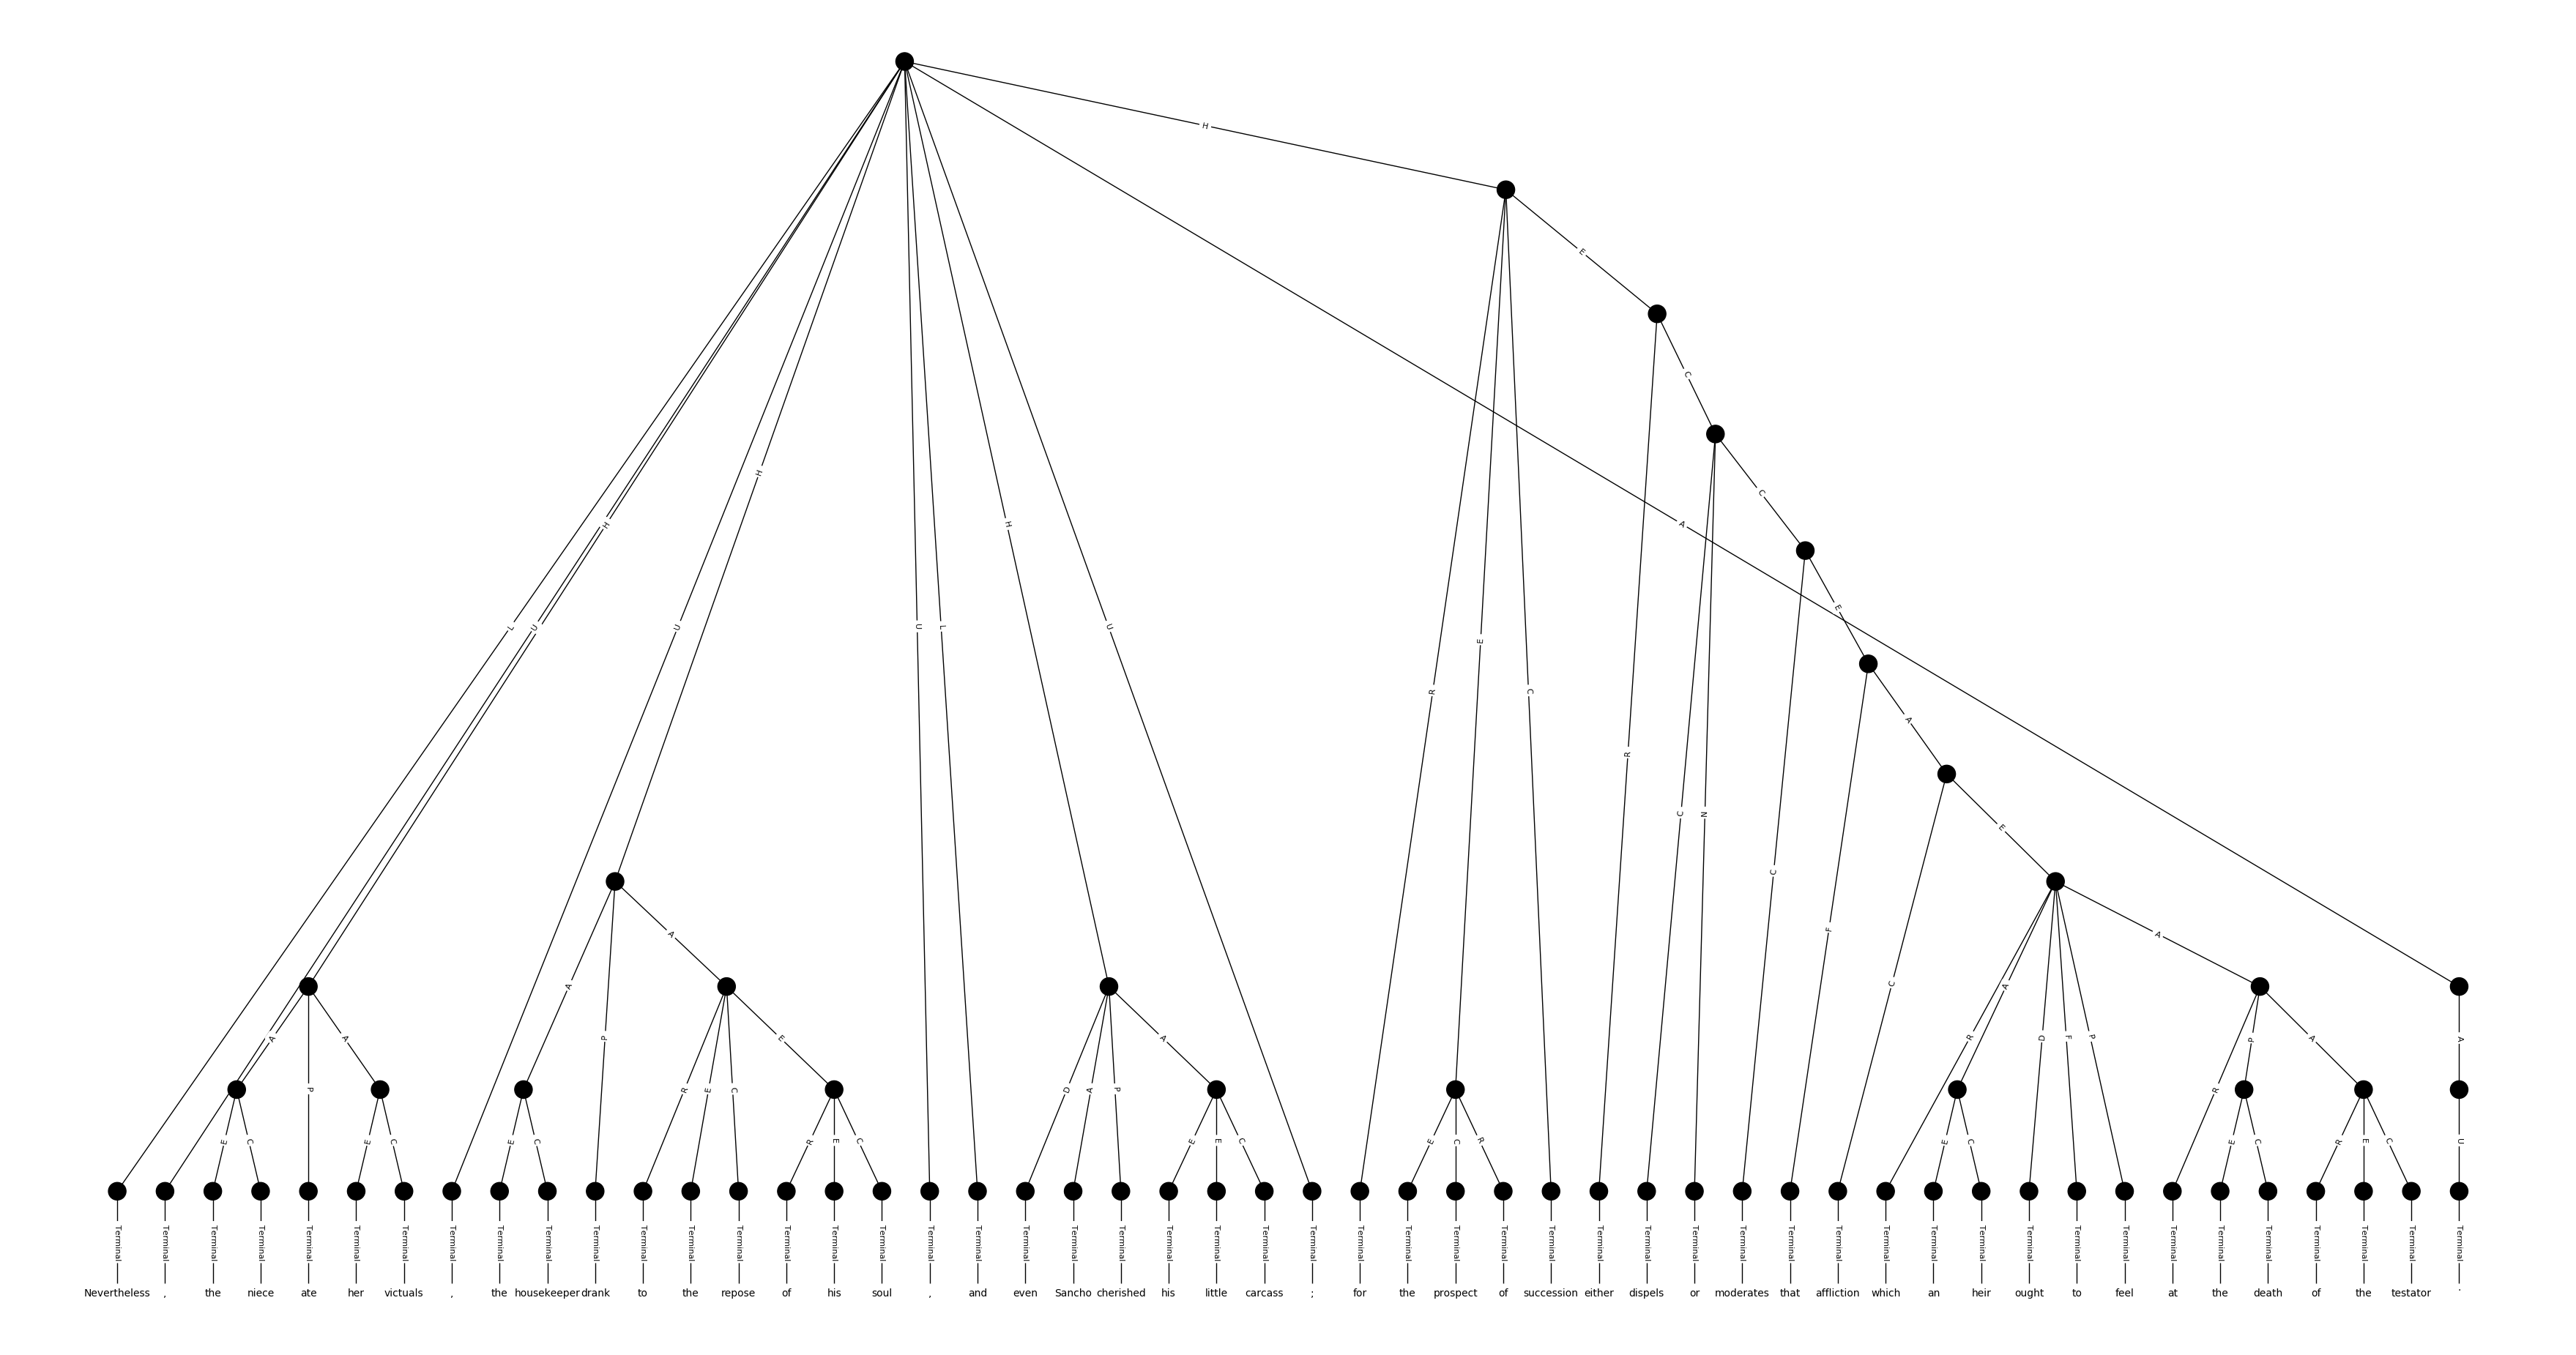 H
E
C
C
H
H
H
A
E
L
U
U
U
L
U
E
R
C
A
R
E
C
N
C
F
A
A
A
P
C
R
A
D
F
P
A
A
A
E
A
P
A
P
R
E
C
D
A
P
E
C
R
R
P
A
E
C
E
C
E
C
R
E
C
E
E
C
E
C
E
C
R
E
C
U
Terminal Terminal Terminal Terminal Terminal Terminal Terminal Terminal Terminal Terminal Terminal Terminal Terminal Terminal Terminal Terminal Terminal Terminal Terminal Terminal Terminal Terminal Terminal Terminal Terminal Terminal Terminal Terminal Terminal Terminal Terminal Terminal Terminal Terminal Terminal Terminal Terminal Terminal Terminal Terminal Terminal Terminal Terminal Terminal Terminal Terminal Terminal Terminal Terminal Terminal
Nevertheless , the niece ate her victuals , the housekeeper drank to the repose of his soul , and even Sancho cherished his little carcass ; for the prospect of succession either dispels or moderates that affliction which an heir ought to feel at the death of the testator .